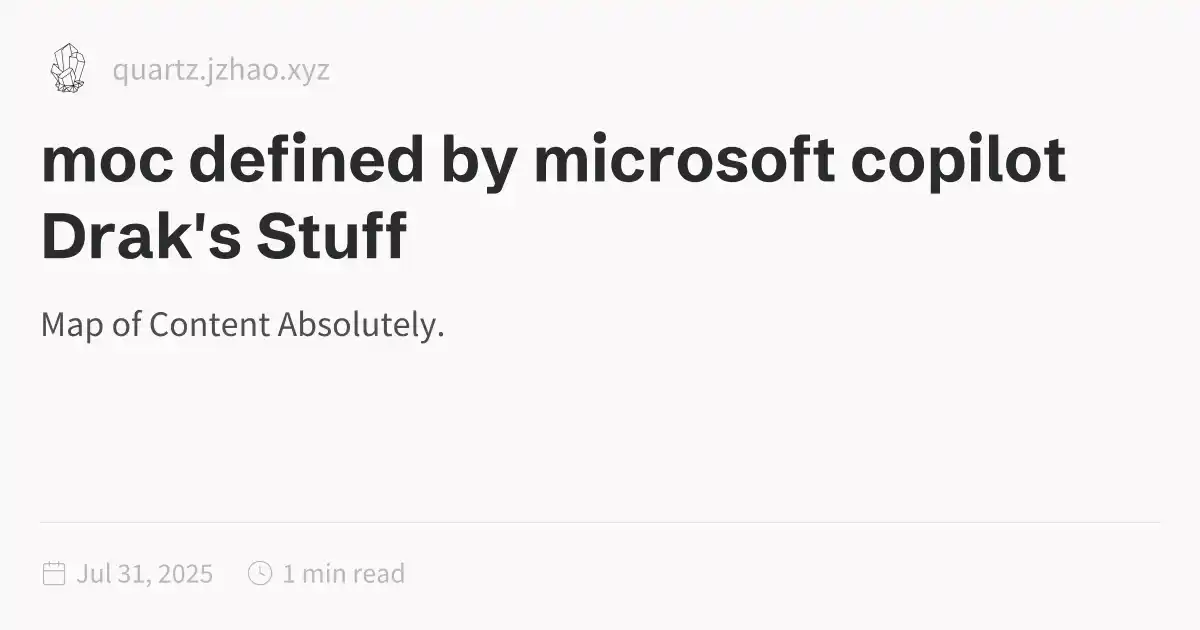 quartz.jzhao.xyz
moc defined by microsoft copilot
Drak's Stuff
Map of Content Absolutely.
Jul 31, 2025 1 min read